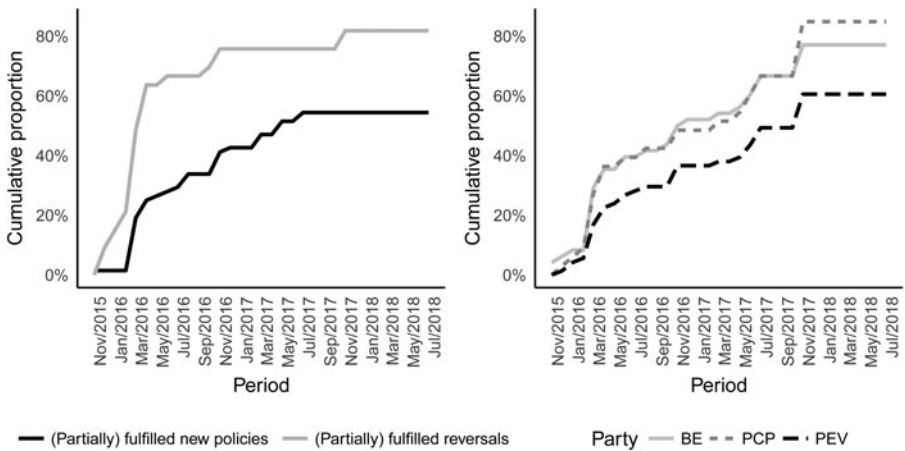 Cumulative proportion
80%
60%
40%
20%
0%
Nov/2015
Jan/2016
Mar/2016
May/2016
Jul/2016
Sep/2016
Nov/2016
Jan/2017
Mar/2017
May/2017
Jul/2017
Sep/2017
Nov/2017
Jan/2018
Mar/2018
May/2018
Jul/2018
Period
(Partially) fulfilled new policies (Partially) fulfilled reversals
Cumulative proportion
80%
60%
40%
20%
0%
Nov/2015
Jan/2016
Mar/2016
May/2016
Jul/2016
Sep/2016
Nov/2016
Jan/2017
Mar/2017
May/2017
Jul/2017
Sep/2017
Nov/2017
Jan/2018
Mar/2018
May/2018
Jul/2018
Period
Party BE PCP PEV